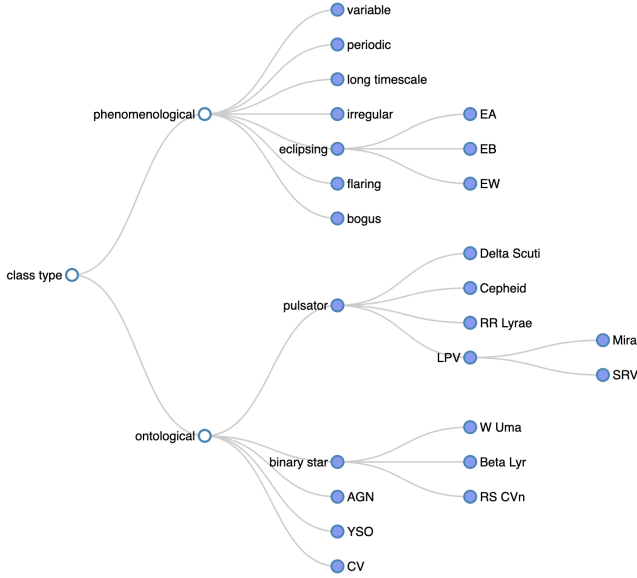 variable
periodic
long timescale
phenomenological
irregular
EA
eclipsing
EB
flaring
EW
bogus
Delta Scuti
class type
Cepheid
pulsator
RR Lyrae
Mira
LPV
SRV
W Uma
ontological
binary star
Beta Lyr
AGN
RS CVn
YSO
CV